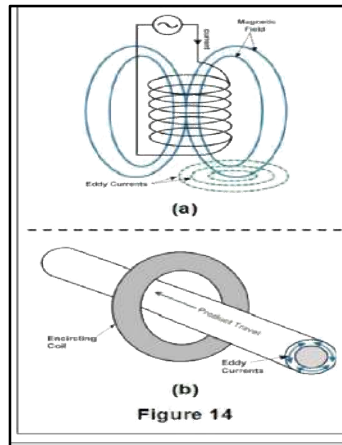 Magnetic
Field
current
Eddy Currents
(a)
Product Travel
Encircling
Coil
Eddy
Currents
(b)
Figure 14